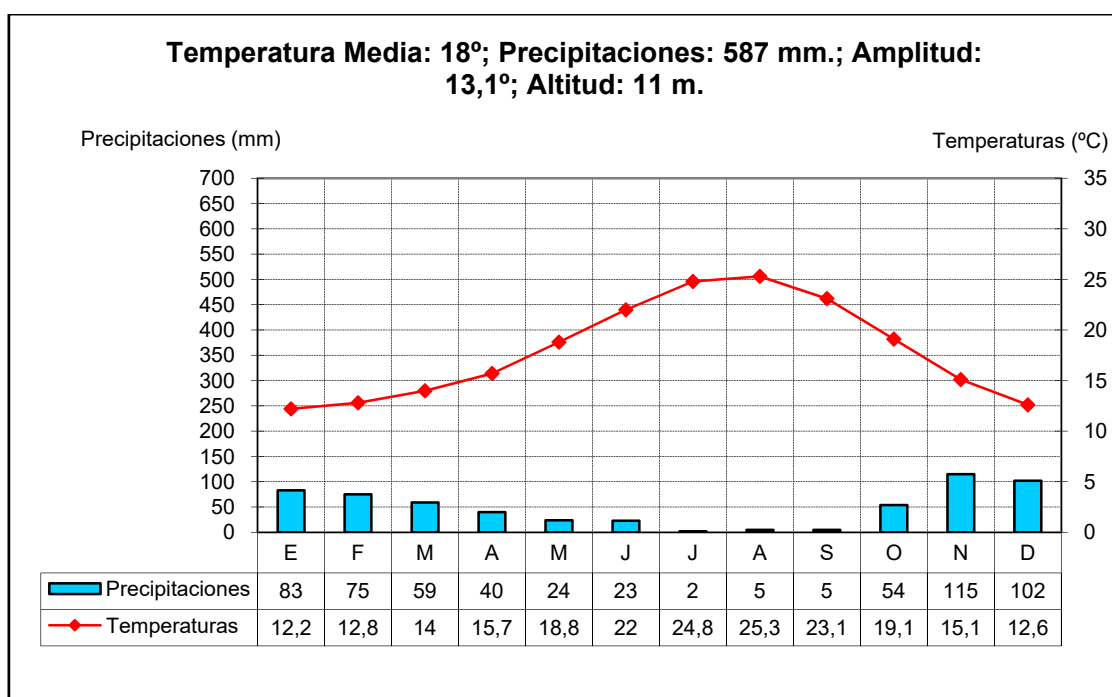 Temperatura Media: 18º; Precipitaciones: 587 mm.; Amplitud:
13,1º; Altitud: 11 m.
Precipitaciones (mm) Temperaturas (ºC)
700 35
650
600 30
550
500 25
450
400 20
350
300 15
250
200 10
150
100 5
50
0 0
E F M A M J J A S O N D
Precipitaciones 83 75 59 40 24 23 2 5 5 54 115 102
Temperaturas 12,2 12,8 14 15,7 18,8 22 24,8 25,3 23,1 19,1 15,1 12,6